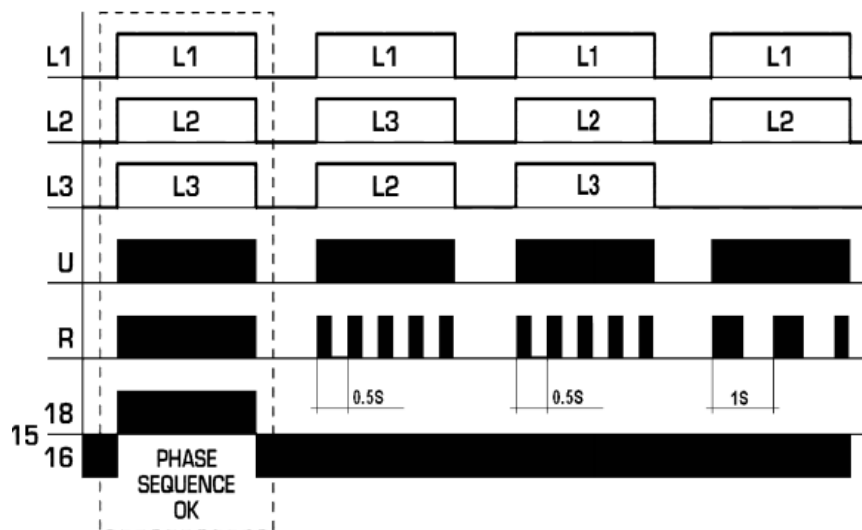 L1 L1 L1 L1 L1
L2 L2 L3 L2 L2
L3 L3 L2 L3
U
R
0.5S 0.5S 1S
18
15
16
PHASE
SEQUENCE
OK